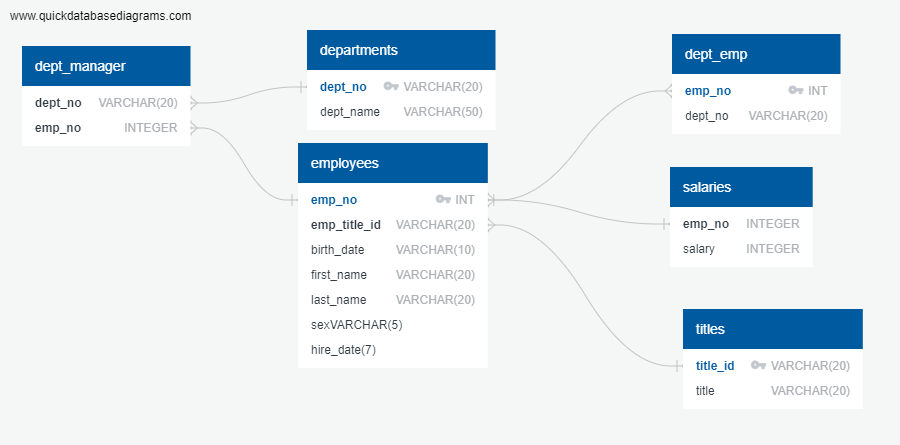 www.quickdatabasediagrams.com
dept_manager
dept_no VARCHAR(20)
emp_no INTEGER
departments
dept_no VARCHAR(20)
dept_name VARCHAR(50)
employees
emp_no INT
emp_title_id VARCHAR(20)
birth_date VARCHAR(10)
first_name VARCHAR(20)
last_name VARCHAR(20)
sexVARCHAR(5)
hire_date(7)
dept_emp
emp_no INT
dept_no VARCHAR(20)
salaries
emp_no INTEGER
salary INTEGER
titles
title_id VARCHAR(20)
title VARCHAR(20)